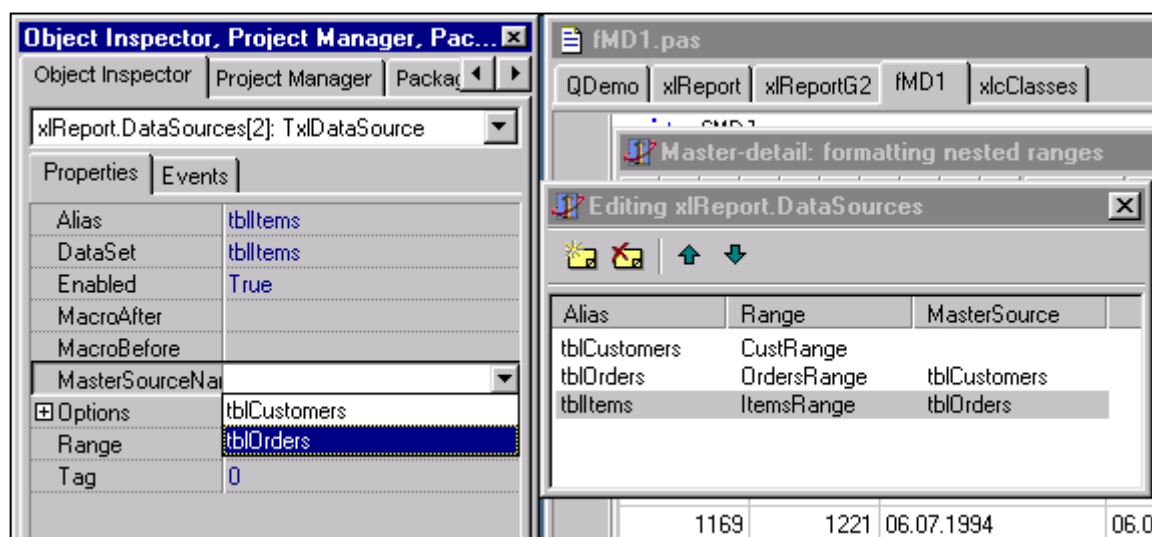 Object Inspector, Project Manager, Pac...
Object Inspector Project Manager
xlReport.DataSources[2]: TxlDataSource
Properties Events
Alias tblItems
DataSet tblItems
Enabled True
MacroAfter
MacroBefore
MasterSourceNa
Options tblCustomers
tblOrders
Range
Tag 0
fMD1.pas
QDemo xlReport xlReportG2 fMD1 xlcClasses
Master-detail: formatting nested ranges
Editing xlReport.DataSources
Alias Range MasterSource
tblCustomers CustRange
tblOrders OrdersRange tblCustomers
tblItems ItemsRange tblOrders
1169 1221 06.07.1994 06.0